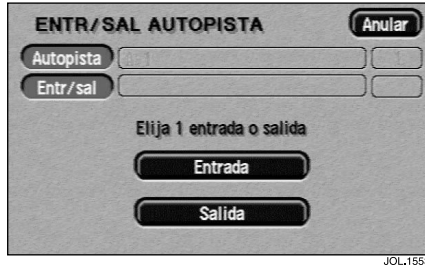 ENTR/SAL AUTOPISTA Anular
Autopista
Entr/sal
Elija 1 entrada o salida
Entrada
Salida
JOL.155